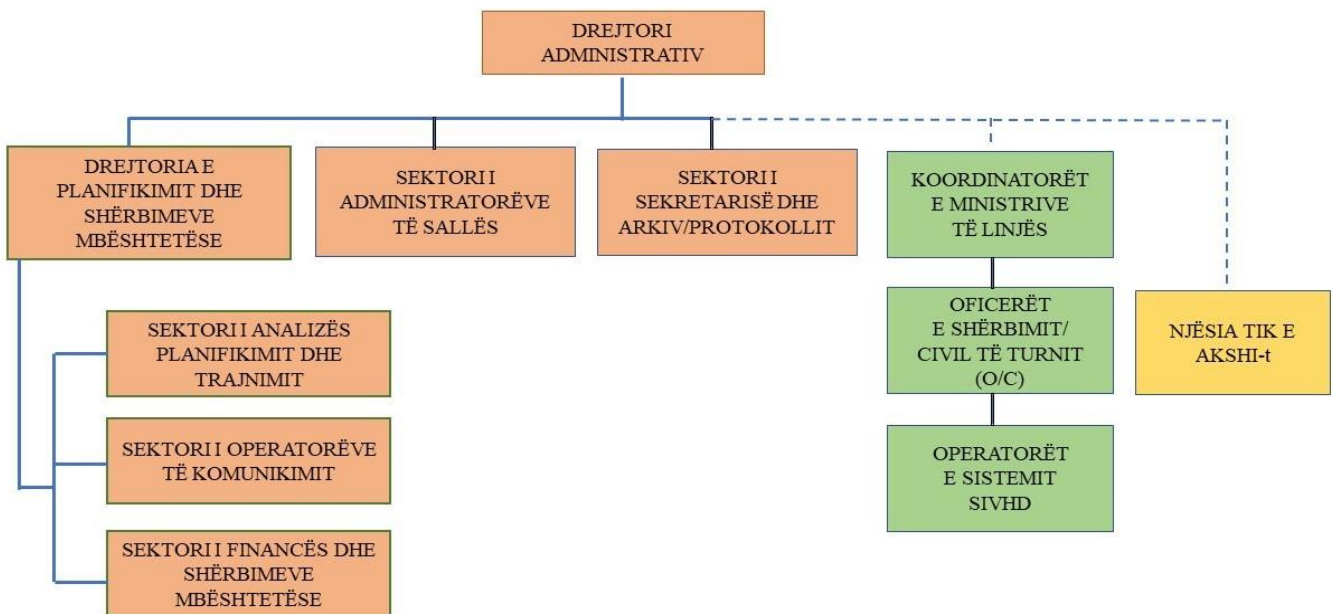 DREJTORI
ADMINISTRATIV
DREJTORIA E
PLANIFIKIMIT DHE
SHËRBIMEVE
MBËSHTETËSE
SEKTORI I
ADMINISTRATORËVE
TË SALLËS
SEKTORI I
SEKRETARISË DHE
ARKIV/PROTOKOLLIT
KOORDINATORËT
E MINISTRIVE
TË LINJËS
SEKTORI I ANALIZËS
PLANIFIKIMIT DHE
TRAJNIMIT
OFICERËT
E SHËRBIMIT/
CIVIL TË TURNIT
(O/C)
NJËSIA TIK E
AKSHI-t
SEKTORI I OPERATORËVE
TË KOMUNIKIMIT
OPERATORËT
E SISTEMIT
SIVHD
SEKTORI I FINANCËS DHE
SHËRBIMEVE
MBËSHTETËSE